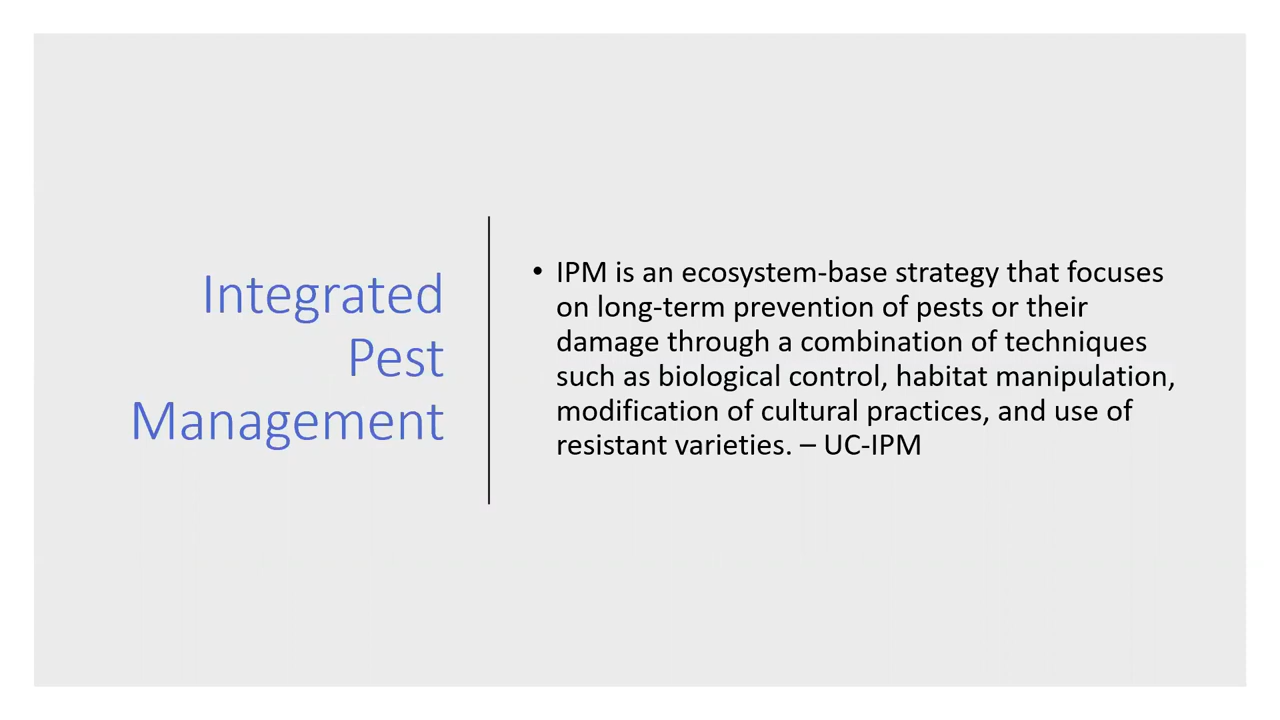 Integrated
Pest
Management
• IPM is an ecosystem-base strategy that focuses
on long-term prevention of pests or their
damage through a combination of techniques
such as biological control, habitat manipulation,
modification of cultural practices, and use of
resistant varieties. – UC-IPM